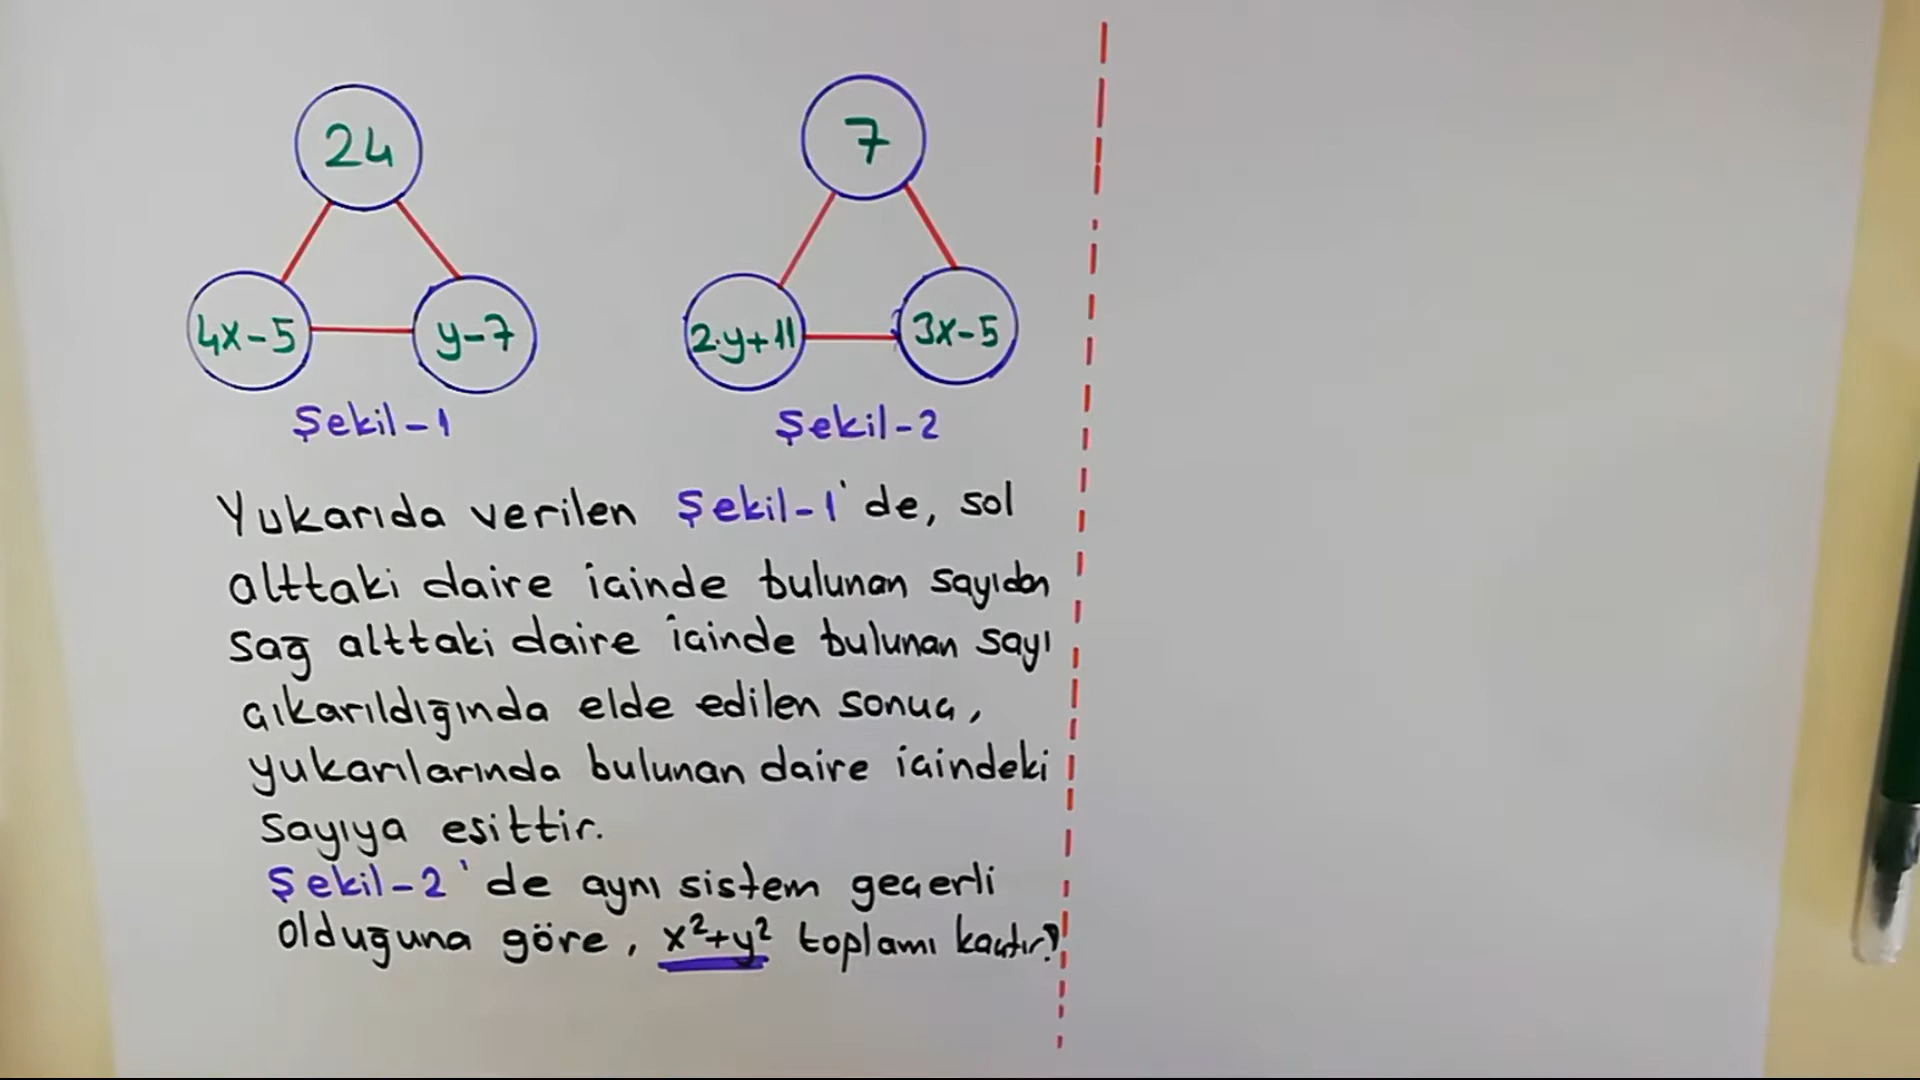 24
7
4x-5
y-7
2.y+11
3x-5
Şekil-1
Şekil-2
Yukarıda verilen Şekil-1'de, sol
alttaki daire içinde bulunan sayıdan
sağ alttaki daire içinde bulunan sayı
çıkarıldığında elde edilen sonuç,
yukarılarında bulunan daire içindeki
sayıya eşittir.
Şekil-2'de aynı sistem geçerli
olduğuna göre, x²+y² toplamı kaçtır?